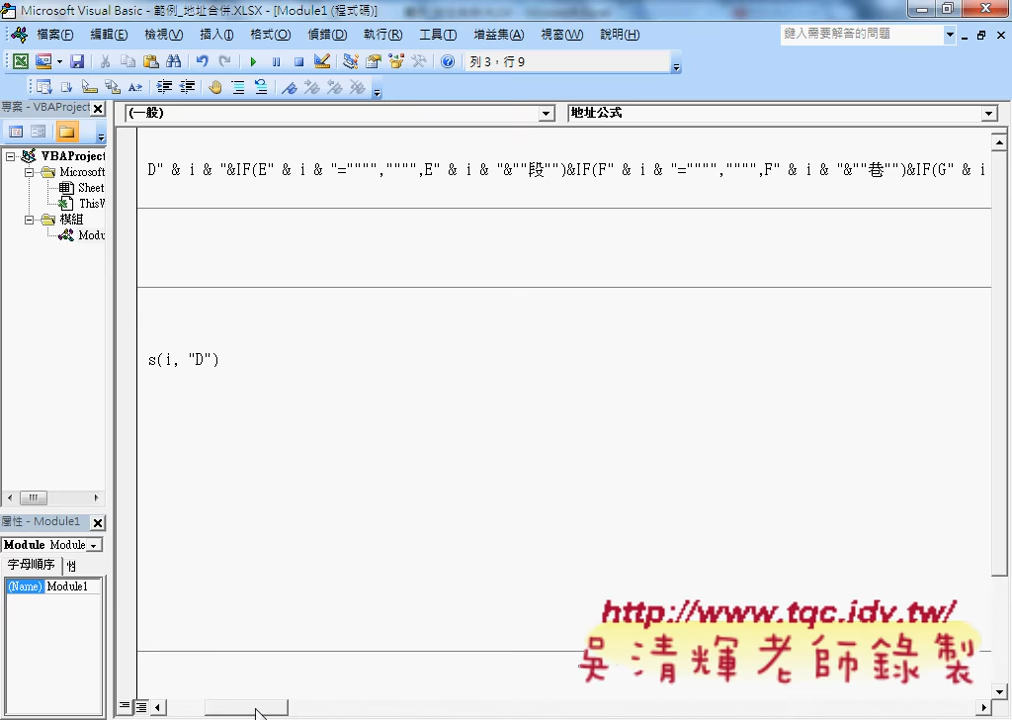 Microsoft Visual Basic - 範例_地址合併.XLSX - [Module1 (程式碼)]
檔案(F) 編輯(E) 檢視(V) 插入(I) 格式(O) 偵錯(D) 執行(R) 工具(T) 增益集(A) 視窗(W) 說明(H) 鍵入需要解答的問題
列 3，行 9
專案 - VBAProject
(一般) 地址公式
VBAProject
Microsoft
Sheet
ThisW
模組
Modu
D" & i & "&IF(E" & i & "="""","""",E" & i & "&""段"")&IF(F" & i & "="""","""",F" & i & "&""巷"")&IF(G" & i
s(i, "D")
屬性 - Module1
Module Module
字母順序
(Name) Module1
http://www.tqc.idv.tw/
吳清輝老師錄製